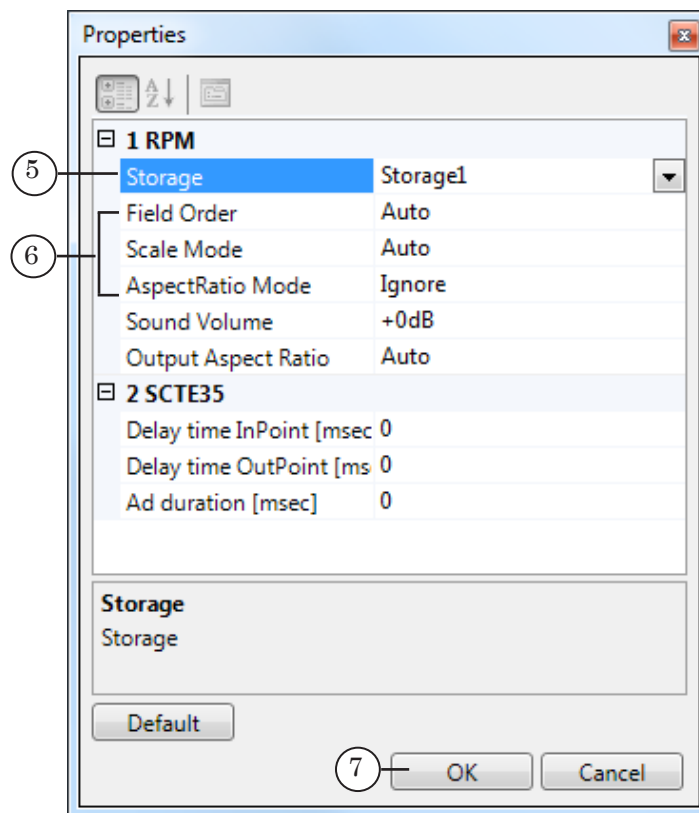 Properties
1 RPM
5
Storage Storage1
Field Order Auto
6
Scale Mode Auto
AspectRatio Mode Ignore
Sound Volume +0dB
Output Aspect Ratio Auto
2 SCTE35
Delay time InPoint [msec 0
Delay time OutPoint [ms 0
Ad duration [msec] 0
Storage
Storage
Default
7
OK Cancel